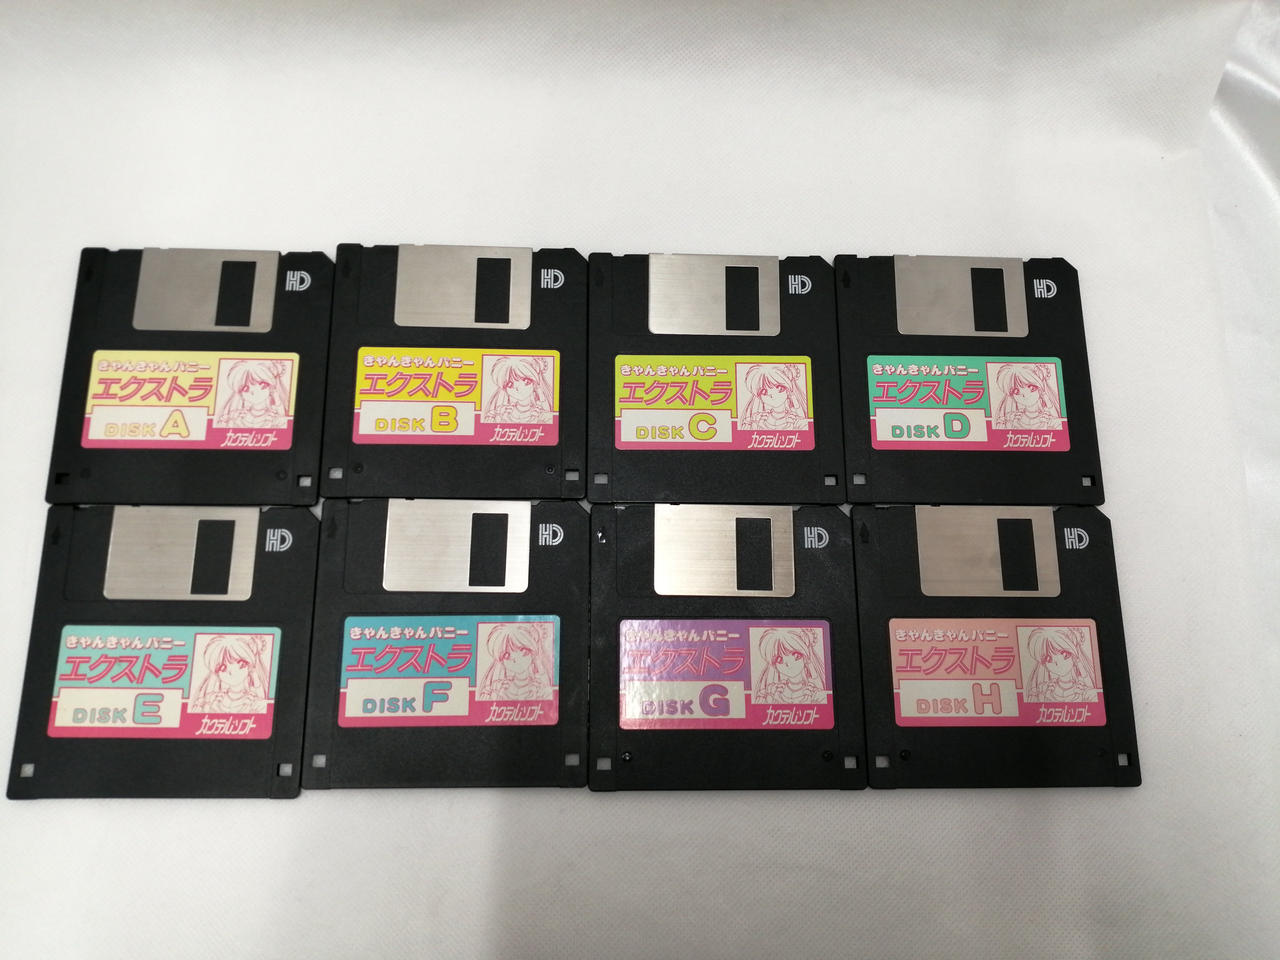 HD
きゃんきゃんバニー
エクストラ
DISK A
カクテル・ソフト
HD
きゃんきゃんバニー
エクストラ
DISK B
カクテル・ソフト
HD
きゃんきゃんバニー
エクストラ
DISK C
カクテル・ソフト
HD
きゃんきゃんバニー
エクストラ
DISK D
カクテル・ソフト
HD
きゃんきゃんバニー
エクストラ
DISK E
カクテル・ソフト
HD
きゃんきゃんバニー
エクストラ
DISK F
カクテル・ソフト
HD
きゃんきゃんバニー
エクストラ
DISK G
カクテル・ソフト
HD
きゃんきゃんバニー
エクストラ
DISK H
カクテル・ソフト